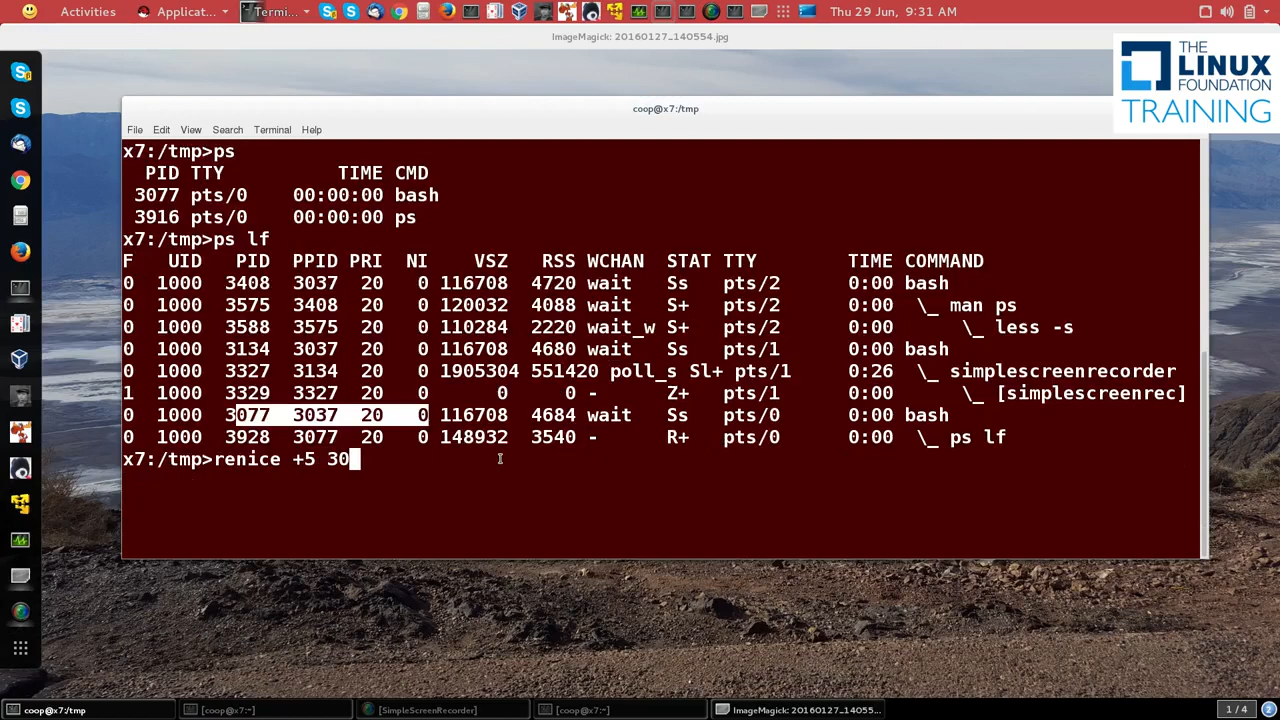 Activities Applicat... Termi... Thu 29 Jun, 9:31 AM
ImageMagick: 20160127_140554.jpg
THE
LINUX
FOUNDATION
TRAINING
coop@x7:/tmp
File Edit View Search Terminal Help
x7:/tmp>ps
PID TTY TIME CMD
3077 pts/0 00:00:00 bash
3916 pts/0 00:00:00 ps
x7:/tmp>ps lf
F UID PID PPID PRI NI VSZ RSS WCHAN STAT TTY TIME COMMAND
0 1000 3408 3037 20 0 116708 4720 wait Ss pts/2 0:00 bash
0 1000 3575 3408 20 0 120032 4088 wait S+ pts/2 0:00 \_ man ps
0 1000 3588 3575 20 0 110284 2220 wait_w S+ pts/2 0:00 \_ less -s
0 1000 3134 3037 20 0 116708 4680 wait Ss pts/1 0:00 bash
0 1000 3327 3134 20 0 1905304 551420 poll_s Sl+ pts/1 0:26 \_ simplescreenrecorder
1 1000 3329 3327 20 0 0 0 - Z+ pts/1 0:00 \_ [simplescreenrec]
0 1000 3077 3037 20 0 116708 4684 wait Ss pts/0 0:00 bash
0 1000 3928 3077 20 0 148932 3540 - R+ pts/0 0:00 \_ ps lf
x7:/tmp>renice +5 30
coop@x7:/tmp [coop@x7:~] [SimpleScreenRecorder] [coop@x7:~] ImageMagick: 20160127_14055... 1 / 4 2